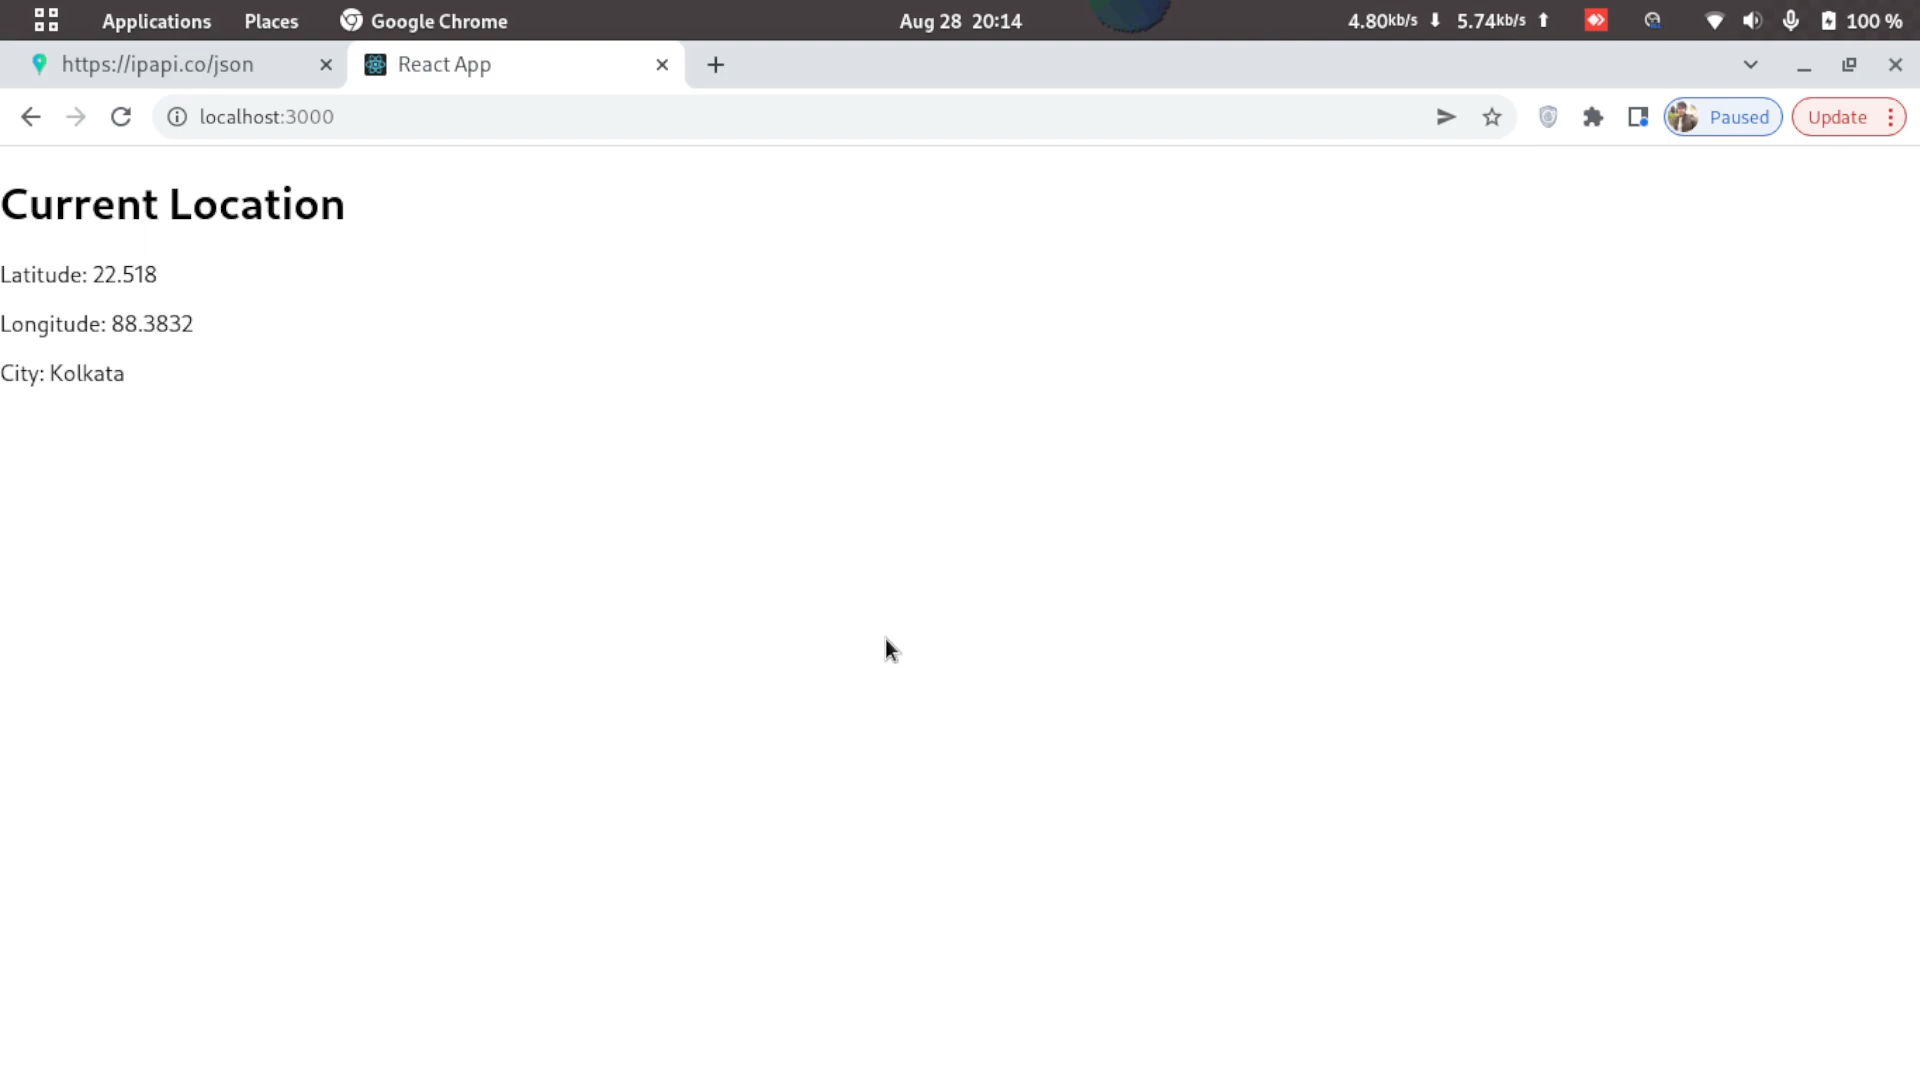 Applications Places Google Chrome Aug 28 20:14 4.80kb/s ⬇ 5.74kb/s ⬆ 100 %
https://ipapi.co/json React App
localhost:3000 Paused Update
Current Location
Latitude: 22.518
Longitude: 88.3832
City: Kolkata